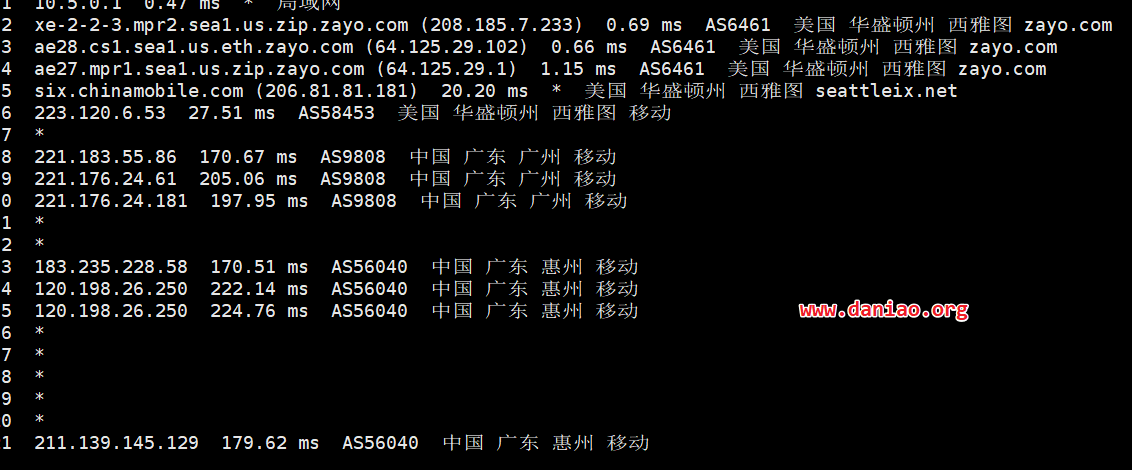 1 10.5.0.1 0.47 ms * 局域网
2 xe-2-2-3.mpr2.sea1.us.zip.zayo.com (208.185.7.233) 0.69 ms AS6461 美国 华盛顿州 西雅图 zayo.com
3 ae28.cs1.sea1.us.eth.zayo.com (64.125.29.102) 0.66 ms AS6461 美国 华盛顿州 西雅图 zayo.com
4 ae27.mpr1.sea1.us.zip.zayo.com (64.125.29.1) 1.15 ms AS6461 美国 华盛顿州 西雅图 zayo.com
5 six.chinamobile.com (206.81.81.181) 20.20 ms * 美国 华盛顿州 西雅图 seattleix.net
6 223.120.6.53 27.51 ms AS58453 美国 华盛顿州 西雅图 移动
7 *
8 221.183.55.86 170.67 ms AS9808 中国 广东 广州 移动
9 221.176.24.61 205.06 ms AS9808 中国 广东 广州 移动
0 221.176.24.181 197.95 ms AS9808 中国 广东 广州 移动
1 *
2 *
3 183.235.228.58 170.51 ms AS56040 中国 广东 惠州 移动
4 120.198.26.250 222.14 ms AS56040 中国 广东 惠州 移动
5 120.198.26.250 224.76 ms AS56040 中国 广东 惠州 移动
www.daniao.org
6 *
7 *
8 *
9 *
0 *
1 211.139.145.129 179.62 ms AS56040 中国 广东 惠州 移动